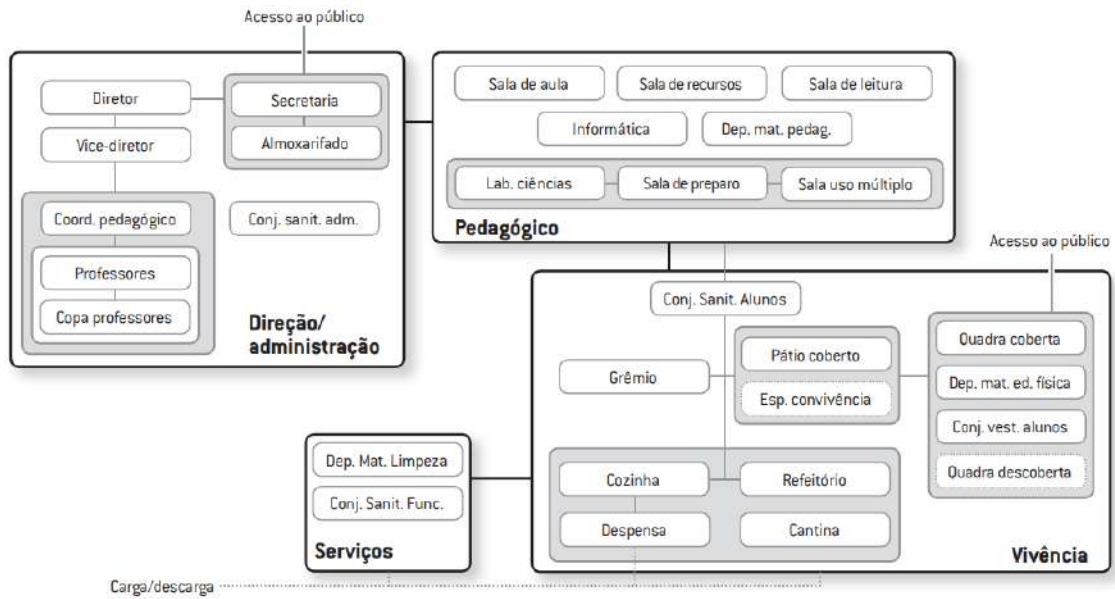 Acesso ao público
Diretor
Secretaria
Vice-diretor
Almoxarifado
Coord. pedagógico
Conj. sanit. adm.
Professores
Copa professores
Direção/
administração
Sala de aula
Sala de recursos
Sala de leitura
Informática
Dep. mat. pedag.
Lab. ciências
Sala de preparo
Sala uso múltiplo
Pedagógico
Acesso ao público
Conj. Sanit. Alunos
Pátio coberto
Grêmio
Esp. convivência
Quadra coberta
Dep. mat. ed. física
Conj. vest. alunos
Quadra descoberta
Dep. Mat. Limpeza
Conj. Sanit. Func.
Serviços
Cozinha
Refeitório
Despensa
Cantina
Vivência
Carga/descarga